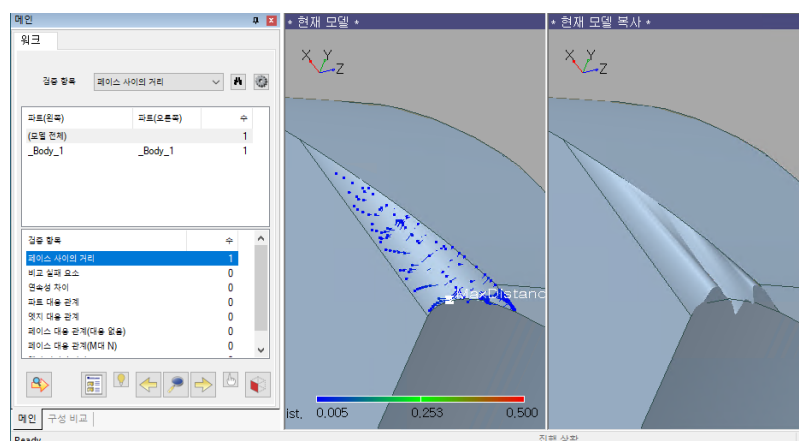 메인
워크
검증 항목 페이스 사이의 거리
파트(왼쪽) 파트(오른쪽) 수
(모델 전체) 1
_Body_1 _Body_1 1
검증 항목 수
페이스 사이의 거리 1
비교 실패 요소 0
연속성 차이 0
파트 대응 관계 0
엣지 대응 관계 0
페이스 대응 관계(대응 없음) 0
페이스 대응 관계(M대 N) 0
메인 구성 비교
Ready
* 현재 모델 *
X Y Z
MaxDistanc
ist. 0.005 0.253 0.500
* 현재 모델 복사 *
X Y Z
진행 상황